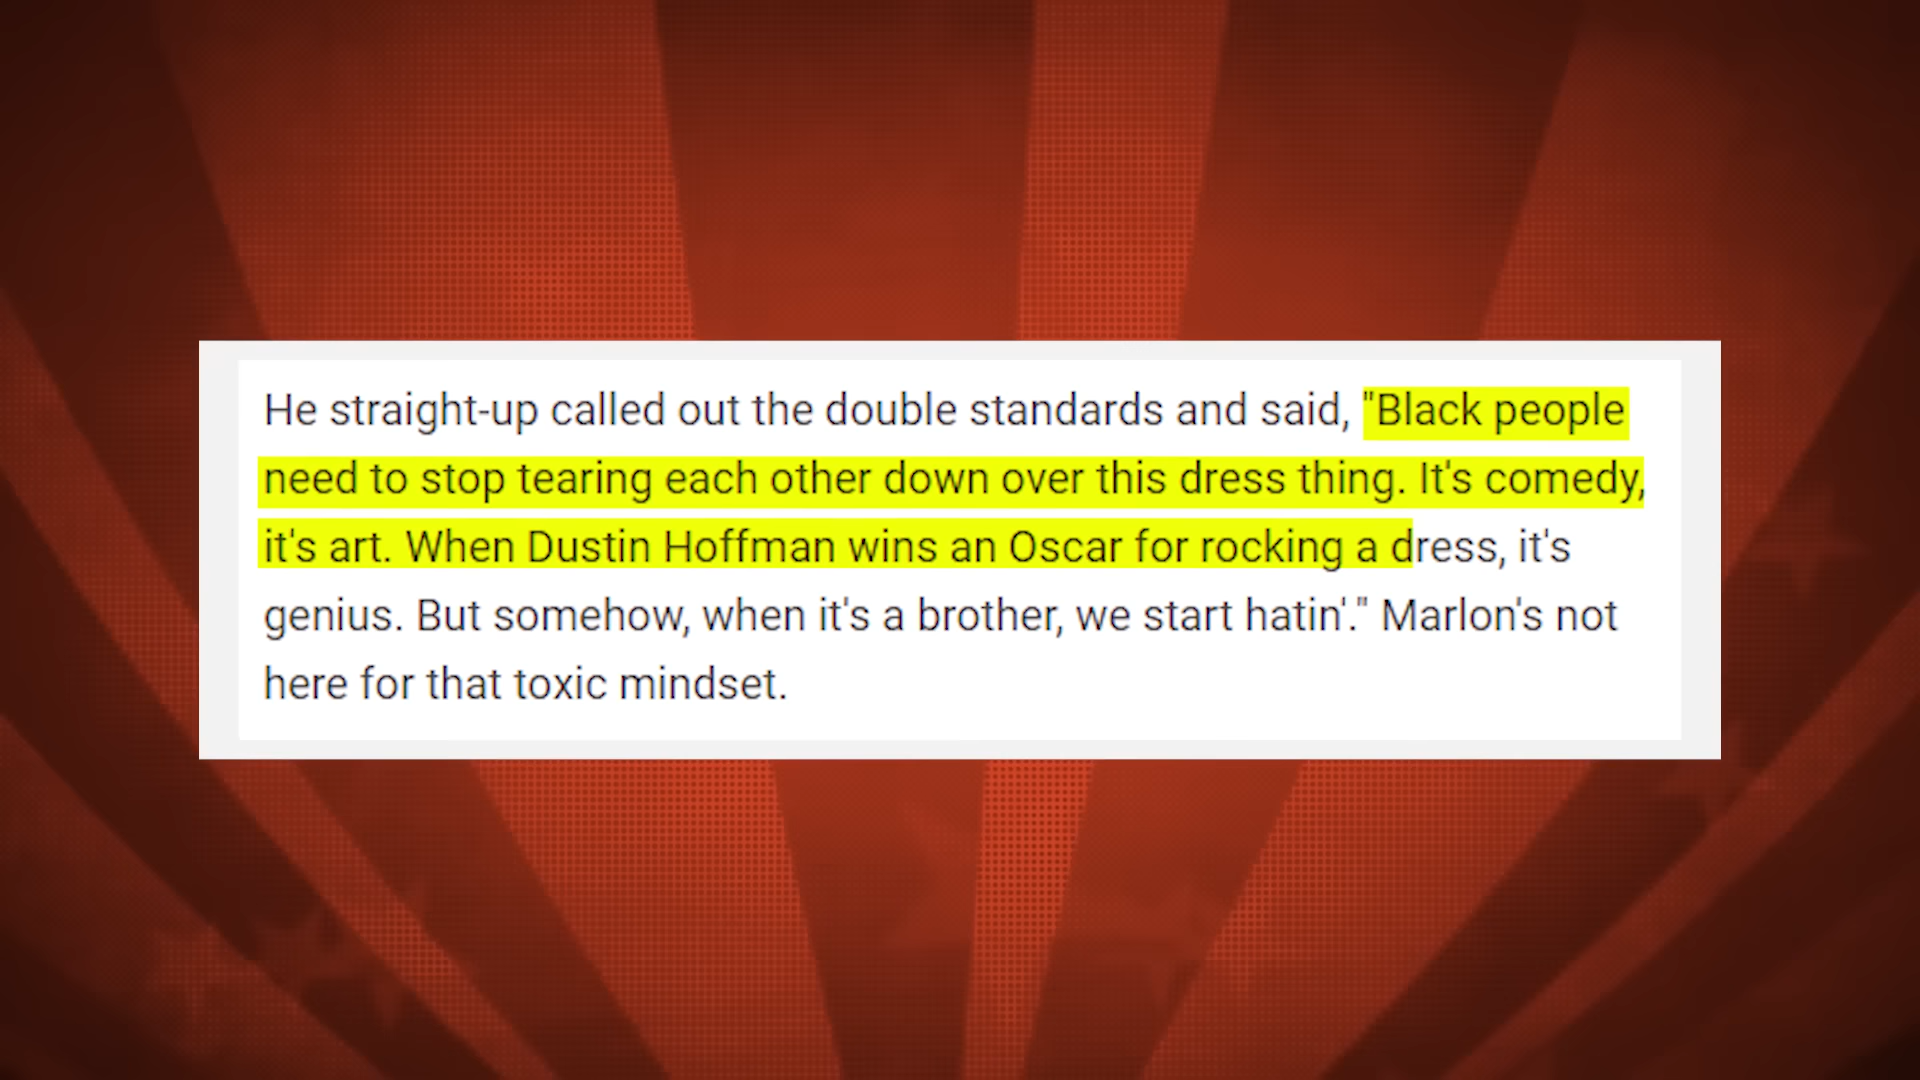 He straight-up called out the double standards and said, "Black people
need to stop tearing each other down over this dress thing. It's comedy,
it's art. When Dustin Hoffman wins an Oscar for rocking a dress, it's
genius. But somehow, when it's a brother, we start hatin'." Marlon's not
here for that toxic mindset.